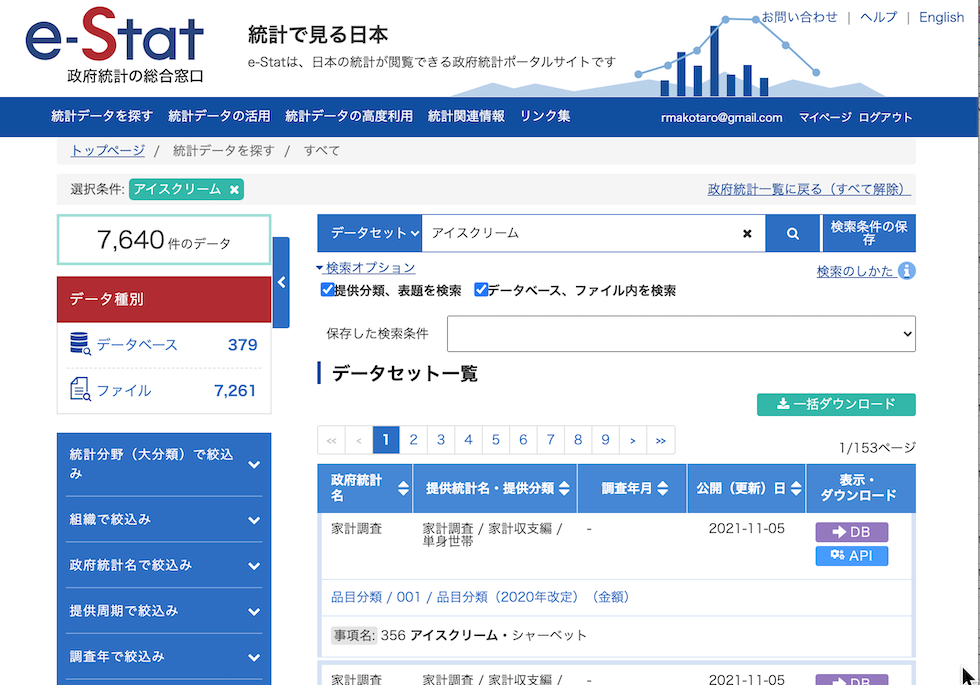 お問い合わせ | ヘルプ | English
e-Stat
政府統計の総合窓口
統計で見る日本
e-Statは、日本の統計が閲覧できる政府統計ポータルサイトです
統計データを探す 統計データの活用 統計データの高度利用 統計関連情報 リンク集
rmakotaro@gmail.com マイページ ログアウト
トップページ / 統計データを探す / すべて
選択条件: アイスクリーム ×
政府統計一覧に戻る（すべて解除）
7,640 件のデータ
データ種別
データベース 379
ファイル 7,261
統計分野（大分類）で絞込
み
組織で絞込み
政府統計名で絞込み
提供周期で絞込み
調査年で絞込み
データセット アイスクリーム ×
検索条件の保
存
検索オプション
検索のしかた i
提供分類、表題を検索 データベース、ファイル内を検索
保存した検索条件
データセット一覧
一括ダウンロード
<< < 1 2 3 4 5 6 7 8 9 > >>
1/153ページ
政府統計
名
提供統計名・提供分類
調査年月
公開（更新）日
表示・
ダウンロード
家計調査
家計調査 / 家計収支編 /
単身世帯
-
2021-11-05
DB
API
品目分類 / 001 / 品目分類（2020年改定）（金額）
事項名: 356 アイスクリーム・シャーベット
家計調査 家計調査 / 家計収支編 / - 2021-11-05 DB